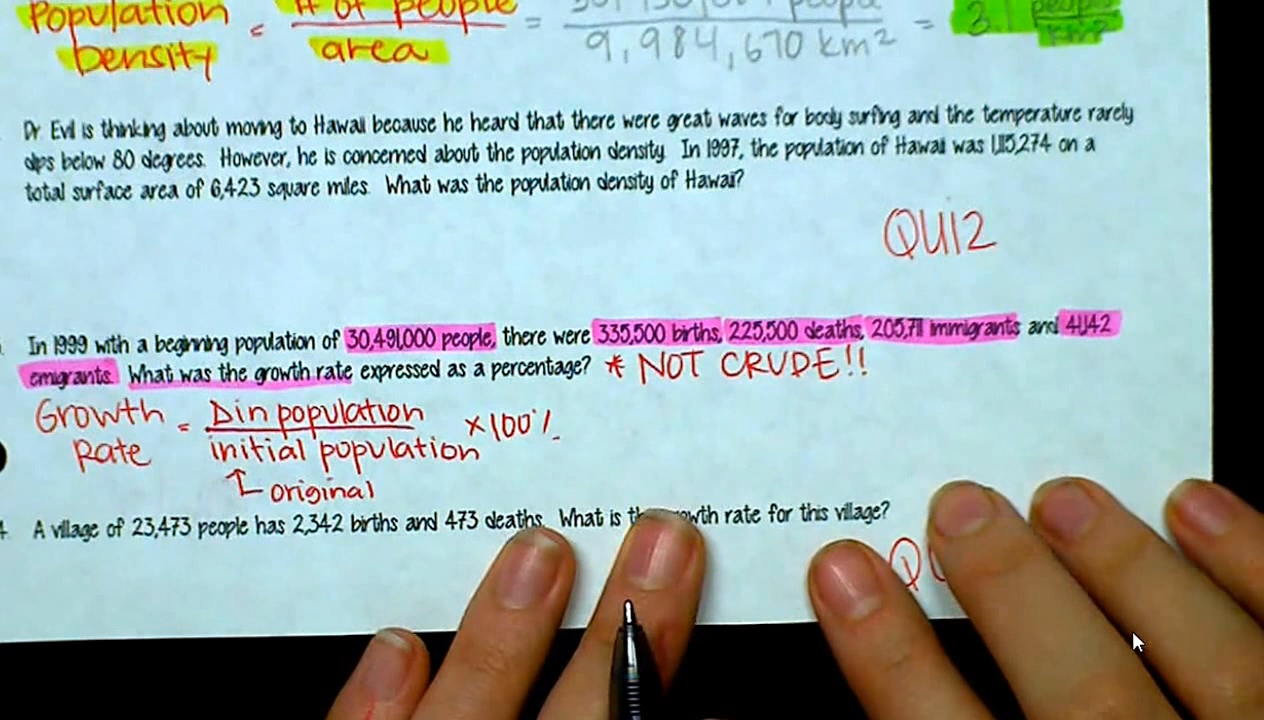 Population = # of people = people =
Density area 9,984,670 km² km²
Dr. Evil is thinking about moving to Hawaii because he heard that there were great waves for body surfing and the temperature rarely
dips below 80 degrees. However, he is concerned about the population density. In 1997, the population of Hawaii was 1,115,274 on a
total surface area of 6,423 square miles. What was the population density of Hawaii?
QUIZ
In 1999 with a beginning population of 30,491,000 people, there were 335,500 births, 225,500 deaths, 205,711 immigrants and 41,142
emigrants. What was the growth rate expressed as a percentage? * NOT CRUDE!!
Growth = Δ in population ×100%
Rate initial population
↑ original
4. A village of 23,473 people has 2,342 births and 473 deaths. What is rate for this village?